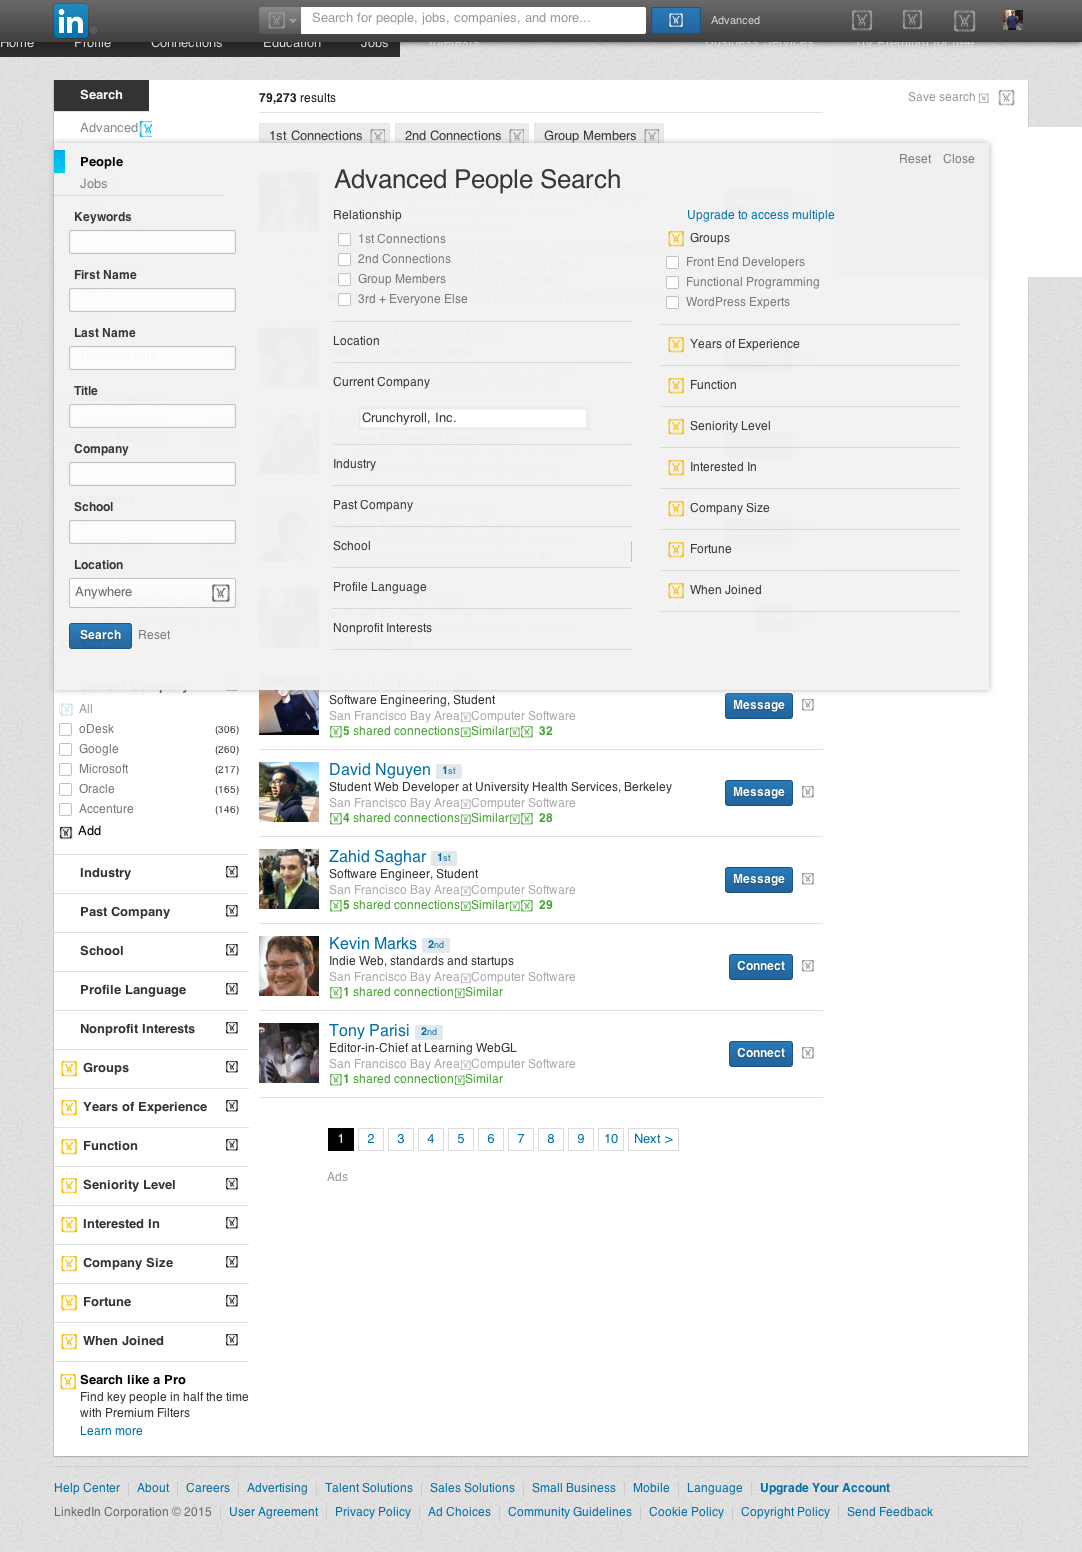 in
Search for people, jobs, companies, and more...
Advanced
Home Profile Connections Education Jobs Interests Business Services Try Premium for free
Search
79,273 results
Save search
Advanced
1st Connections 2nd Connections Group Members
People
Jobs
Reset Close
Advanced People Search
Keywords
First Name
Last Name
Title
Company
School
Location
Anywhere
Search Reset
Relationship
1st Connections
2nd Connections
Group Members
3rd + Everyone Else
Location
Current Company
Crunchyroll, Inc.
Industry
Past Company
School
Profile Language
Nonprofit Interests
Upgrade to access multiple
Groups
Front End Developers
Functional Programming
WordPress Experts
Years of Experience
Function
Seniority Level
Interested In
Company Size
Fortune
When Joined
Current Company
All
oDesk (306)
Google (260)
Microsoft (217)
Oracle (165)
Accenture (146)
Add
Industry
Past Company
School
Profile Language
Nonprofit Interests
Groups
Years of Experience
Function
Seniority Level
Interested In
Company Size
Fortune
When Joined
Search like a Pro
Find key people in half the time
with Premium Filters
Learn more
Software Engineering, Student
San Francisco Bay Area Computer Software
5 shared connections Similar 32
Message
David Nguyen 1st
Student Web Developer at University Health Services, Berkeley
San Francisco Bay Area Computer Software
4 shared connections Similar 28
Message
Zahid Saghar 1st
Software Engineer, Student
San Francisco Bay Area Computer Software
5 shared connections Similar 29
Message
Kevin Marks 2nd
Indie Web, standards and startups
San Francisco Bay Area Computer Software
1 shared connection Similar
Connect
Tony Parisi 2nd
Editor-in-Chief at Learning WebGL
San Francisco Bay Area Computer Software
1 shared connection Similar
Connect
1 2 3 4 5 6 7 8 9 10 Next >
Ads
Help Center About Careers Advertising Talent Solutions Sales Solutions Small Business Mobile Language Upgrade Your Account
LinkedIn Corporation © 2015 User Agreement Privacy Policy Ad Choices Community Guidelines Cookie Policy Copyright Policy Send Feedback